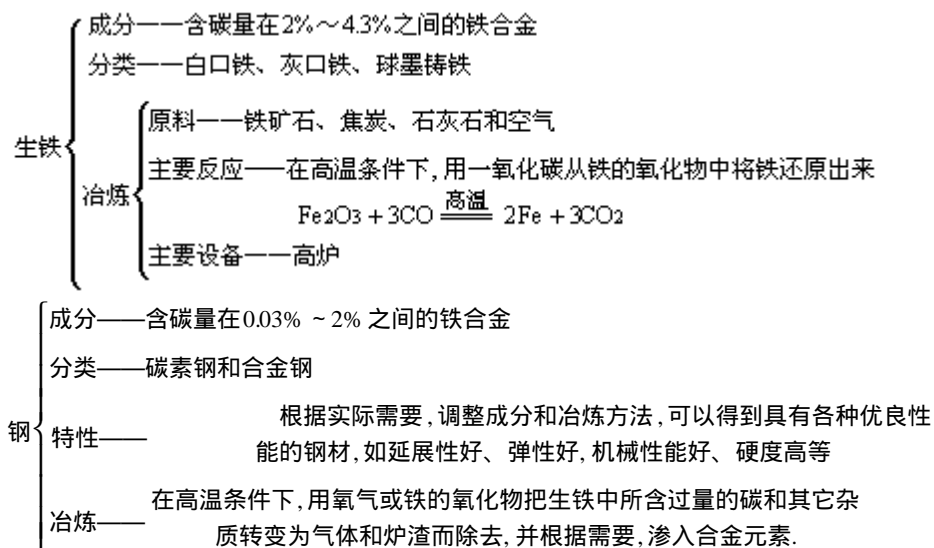 成分——含碳量在2%～4.3%之间的铁合金
分类——白口铁、灰口铁、球墨铸铁
生铁
原料——铁矿石、焦炭、石灰石和空气
主要反应——在高温条件下,用一氧化碳从铁的氧化物中将铁还原出来
冶炼
高温
Fe2O3+3CO══2Fe+3CO2
主要设备——高炉
成分——含碳量在0.03% ~ 2% 之间的铁合金
分类——碳素钢和合金钢
钢
特性——
根据实际需要,调整成分和冶炼方法,可以得到具有各种优良性
能的钢材,如延展性好、弹性好,机械性能好、硬度高等
冶炼——
在高温条件下,用氧气或铁的氧化物把生铁中所含过量的碳和其它杂
质转变为气体和炉渣而除去,并根据需要,渗入合金元素.